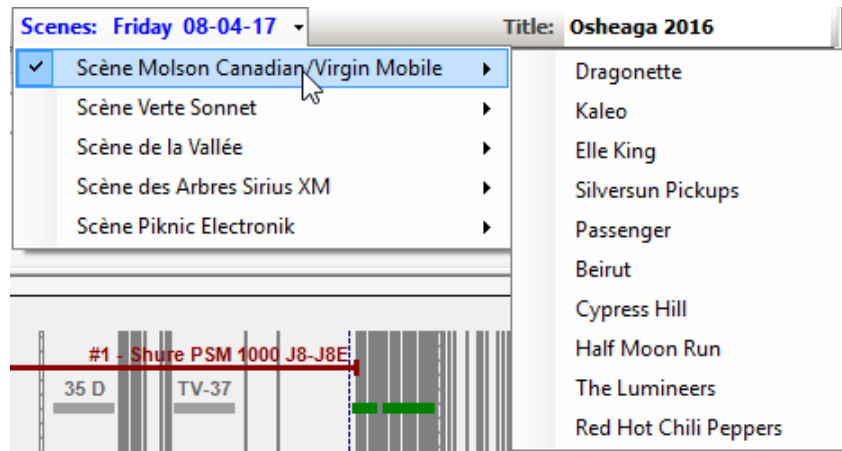 Scenes: Friday 08-04-17
Title: Osheaga 2016
Scène Molson Canadian/Virgin Mobile
Scène Verte Sonnet
Scène de la Vallée
Scène des Arbres Sirius XM
Scène Piknic Electronik
Dragonette
Kaleo
Elle King
Silversun Pickups
Passenger
Beirut
Cypress Hill
Half Moon Run
The Lumineers
Red Hot Chili Peppers
#1 - Shure PSM 1000 J8-J8E
35 D
TV-37